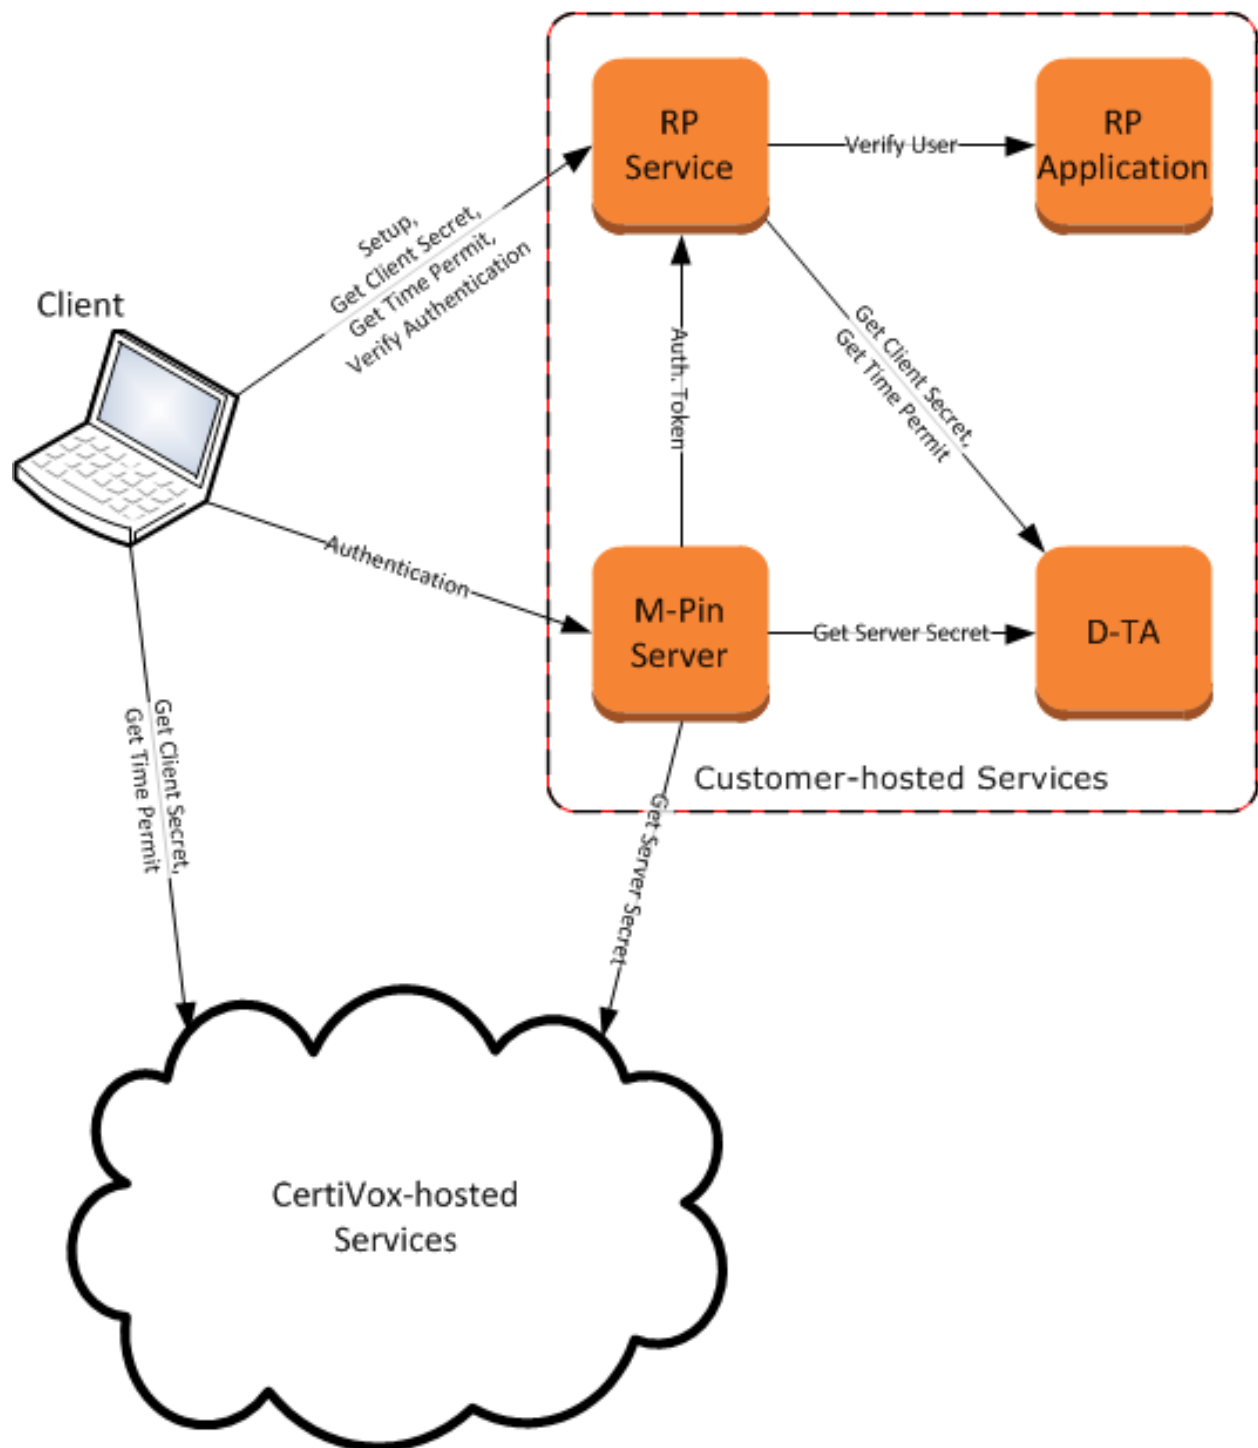 RP
Service
Verify User
RP
Application
Setup,
Get Client Secret,
Get Time Permit,
Verify Authentication
Client
Get Client Secret,
Get Time Permit
Auth. Token
Authentication
M-Pin
Server
Get Server Secret
D-TA
Customer-hosted Services
Get Client Secret,
Get Time Permit
Get Server Secret
CertiVox-hosted
Services